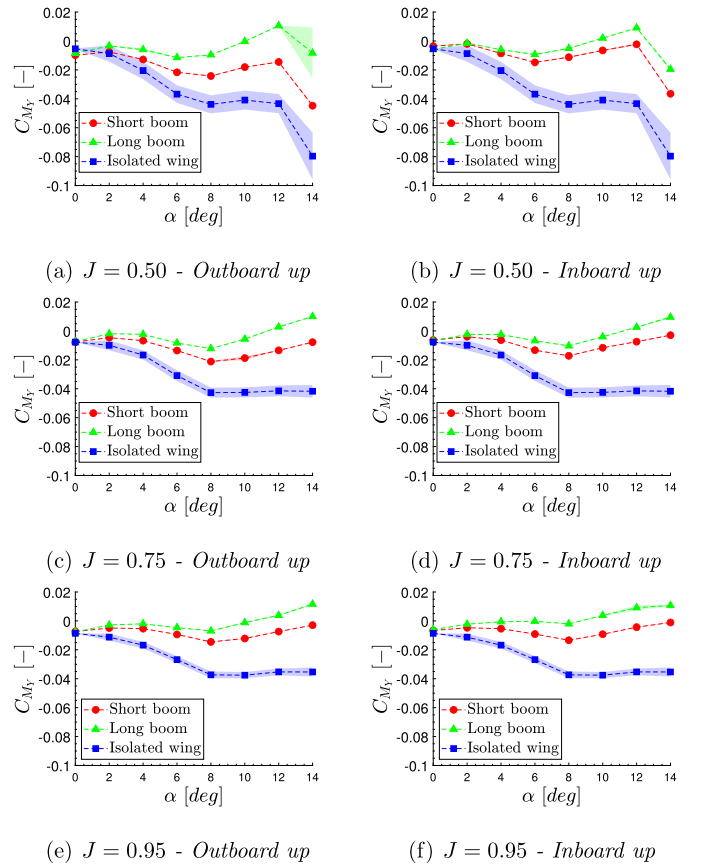 0.02
0
-0.02
-0.04
-0.06
-0.08
-0.1
C_{M_Y} [−]
Short boom
Long boom
Isolated wing
0 2 4 6 8 10 12 14
α [deg]
(a) J = 0.50 - Outboard up
0.02
0
-0.02
-0.04
-0.06
-0.08
-0.1
C_{M_Y} [−]
Short boom
Long boom
Isolated wing
0 2 4 6 8 10 12 14
α [deg]
(b) J = 0.50 - Inboard up
0.02
0
-0.02
-0.04
-0.06
-0.08
-0.1
C_{M_Y} [−]
Short boom
Long boom
Isolated wing
0 2 4 6 8 10 12 14
α [deg]
(c) J = 0.75 - Outboard up
0.02
0
-0.02
-0.04
-0.06
-0.08
-0.1
C_{M_Y} [−]
Short boom
Long boom
Isolated wing
0 2 4 6 8 10 12 14
α [deg]
(d) J = 0.75 - Inboard up
0.02
0
-0.02
-0.04
-0.06
-0.08
-0.1
C_{M_Y} [−]
Short boom
Long boom
Isolated wing
0 2 4 6 8 10 12 14
α [deg]
(e) J = 0.95 - Outboard up
0.02
0
-0.02
-0.04
-0.06
-0.08
-0.1
C_{M_Y} [−]
Short boom
Long boom
Isolated wing
0 2 4 6 8 10 12 14
α [deg]
(f) J = 0.95 - Inboard up